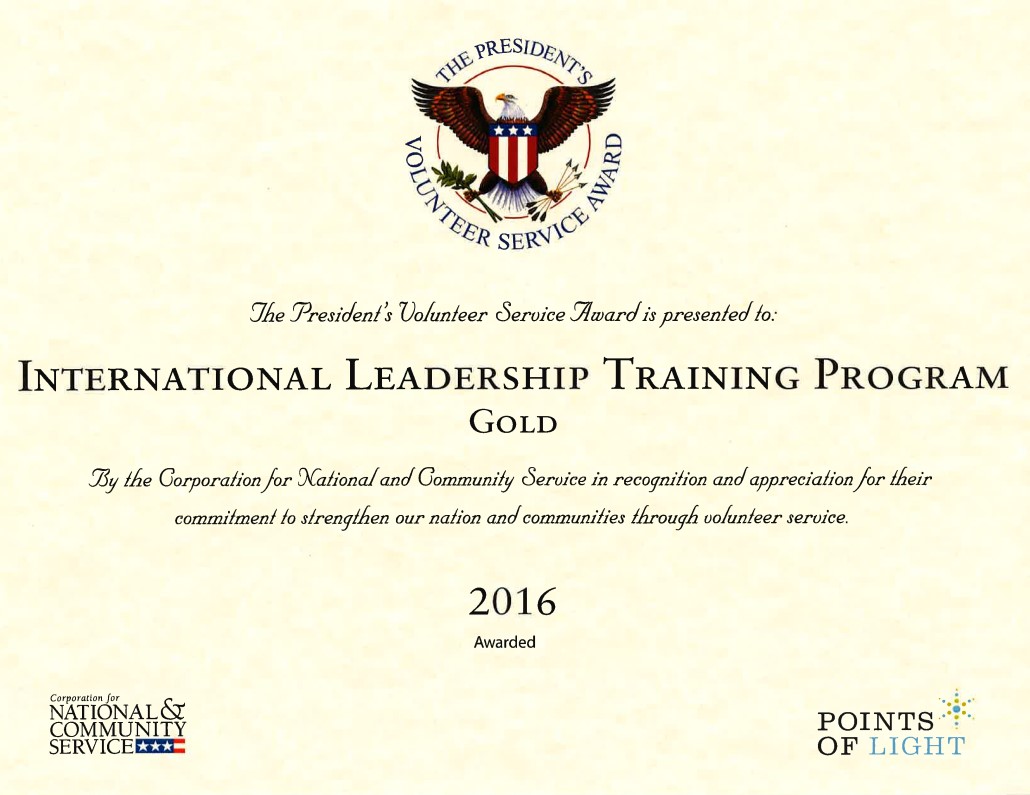 THE PRESIDENT'S
VOLUNTEER SERVICE AWARD
The President's Volunteer Service Award is presented to:
INTERNATIONAL LEADERSHIP TRAINING PROGRAM
GOLD
By the Corporation for National and Community Service in recognition and appreciation for their
commitment to strengthen our nation and communities through volunteer service.
2016
Awarded
Corporation for
NATIONAL &
COMMUNITY
SERVICE
POINTS
OF LIGHT